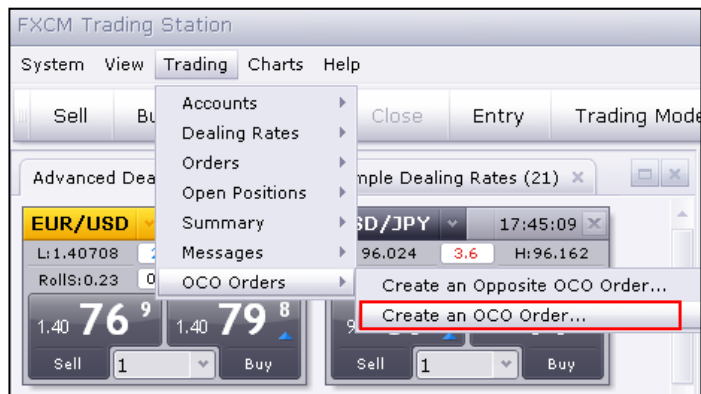 FXCM Trading Station
System View Trading Charts Help
Sell Close Entry Trading Mode
Accounts
Dealing Rates
Orders
Open Positions
Summary
Messages
OCO Orders
Advanced Dealing Rates (21)
EUR/USD /JPY 17:45:09
L:1.40708 96.024 3.6 H:96.162
RollS:0.23
Create an Opposite OCO Order...
Create an OCO Order...
1.40 76 9 1.40 79 8
Sell 1 Buy Sell 1 Buy